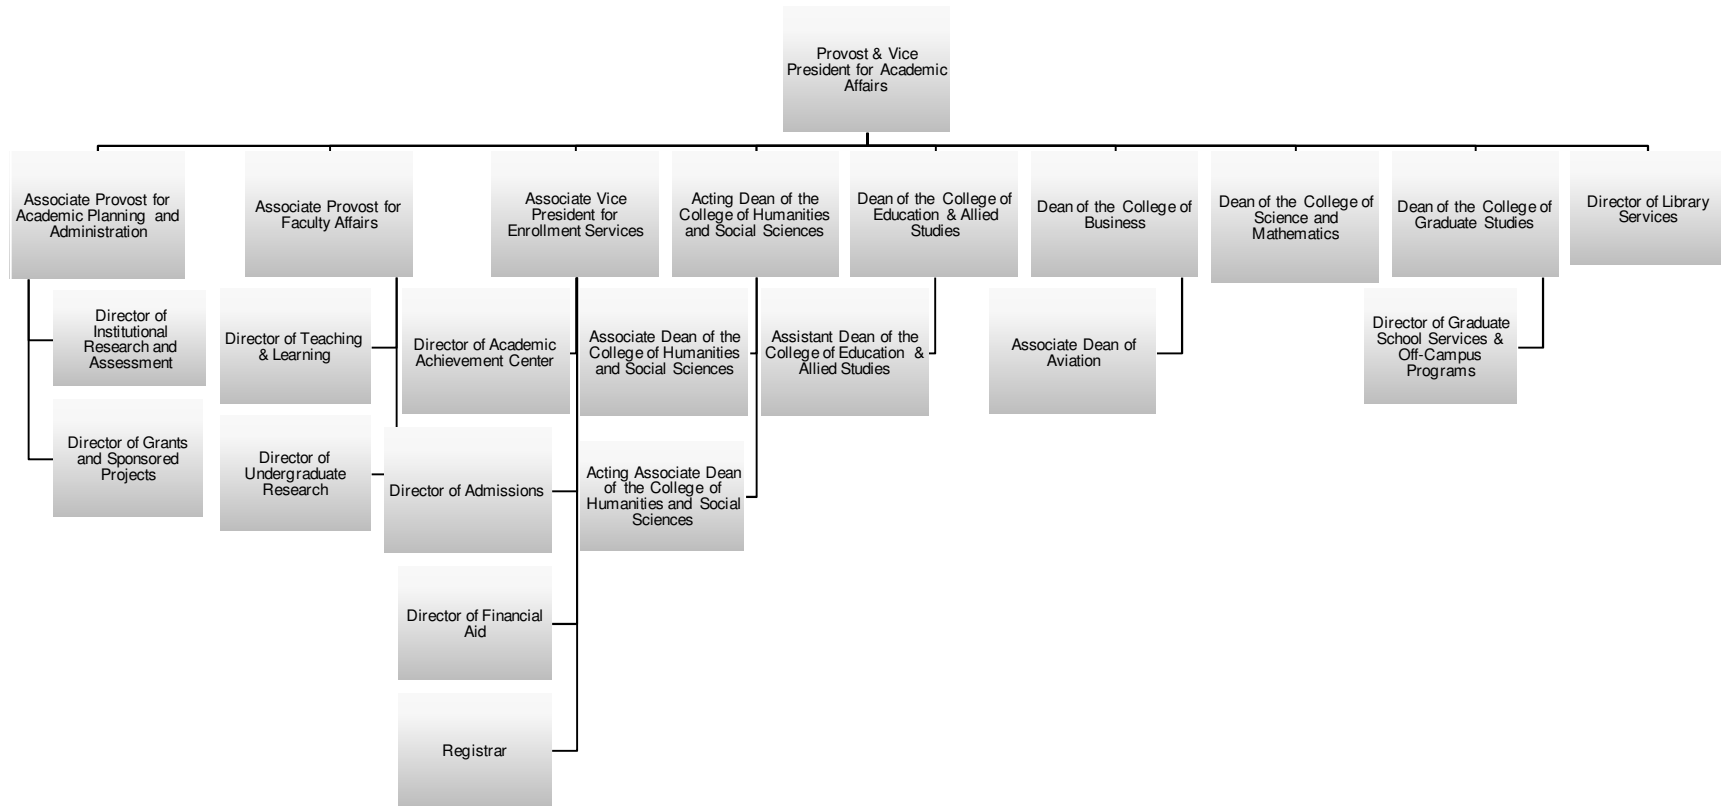 Provost & Vice
President for Academic
Affairs
Associate Provost for
Academic Planning and
Administration
Associate Provost for
Faculty Affairs
Associate Vice
President for
Enrollment Services
Acting Dean of the
College of Humanities
and Social Sciences
Dean of the College of
Education & Allied
Studies
Dean of the College of
Business
Dean of the College of
Science and
Mathematics
Dean of the College of
Graduate Studies
Director of Library
Services
Director of
Institutional
Research and
Assessment
Director of Teaching
& Learning
Director of Academic
Achievement Center
Associate Dean of the
College of Humanities
and Social Sciences
Assistant Dean of the
College of Education &
Allied Studies
Associate Dean of
Aviation
Director of Graduate
School Services &
Off-Campus
Programs
Director of Grants
and Sponsored
Projects
Director of
Undergraduate
Research
Director of Admissions
Acting Associate Dean
of the College of
Humanities and Social
Sciences
Director of Financial
Aid
Registrar